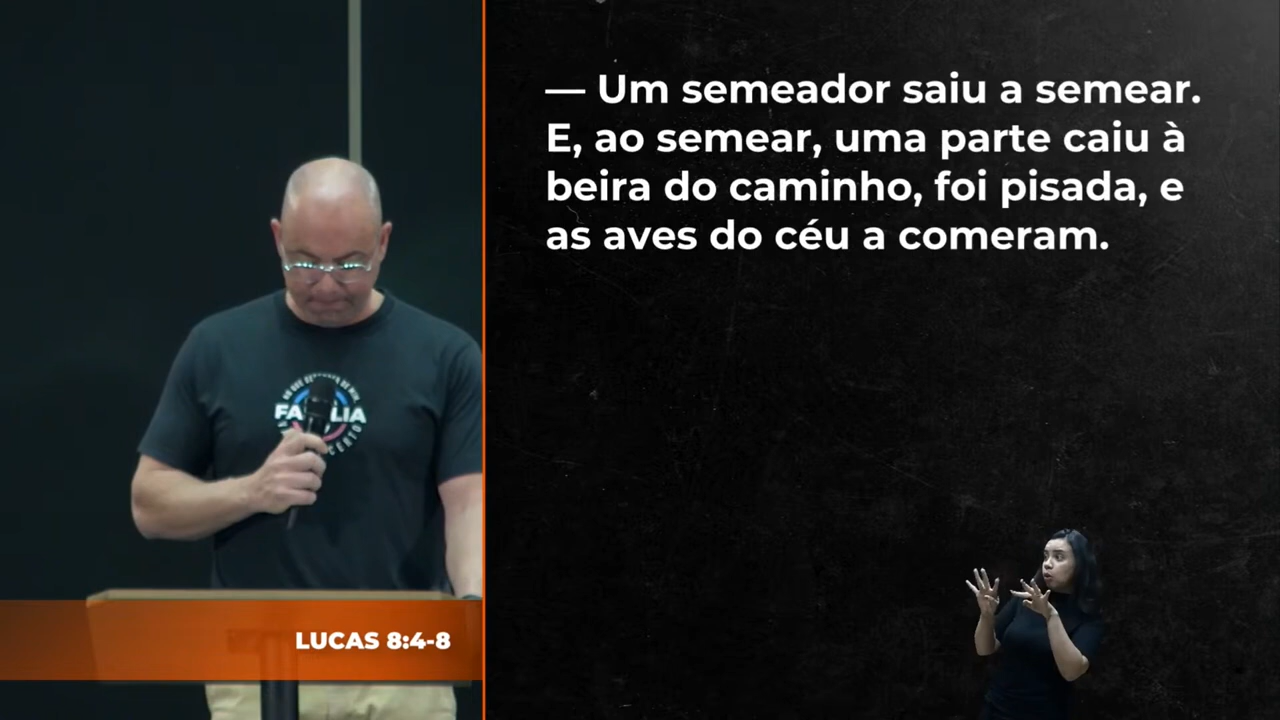 — Um semeador saiu a semear.
E, ao semear, uma parte caiu à
beira do caminho, foi pisada, e
as aves do céu a comeram.
LUCAS 8:4-8